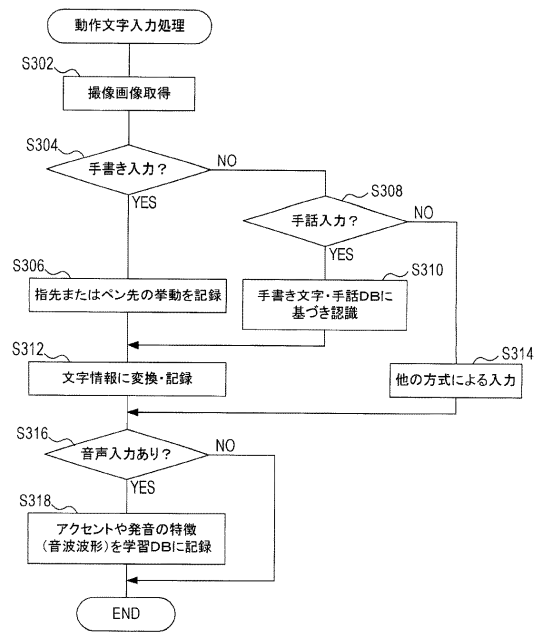 動作文字入力処理
S302
撮像画像取得
S304
手書き入力?
NO
YES
S308
手話入力?
NO
YES
S306
指先またはペン先の挙動を記録
S310
手書き文字・手話DBに
基づき認識
S312
文字情報に変換・記録
S314
他の方式による入力
S316
音声入力あり?
NO
YES
S318
アクセントや発音の特徴
(音波波形)を学習DBに記録
END